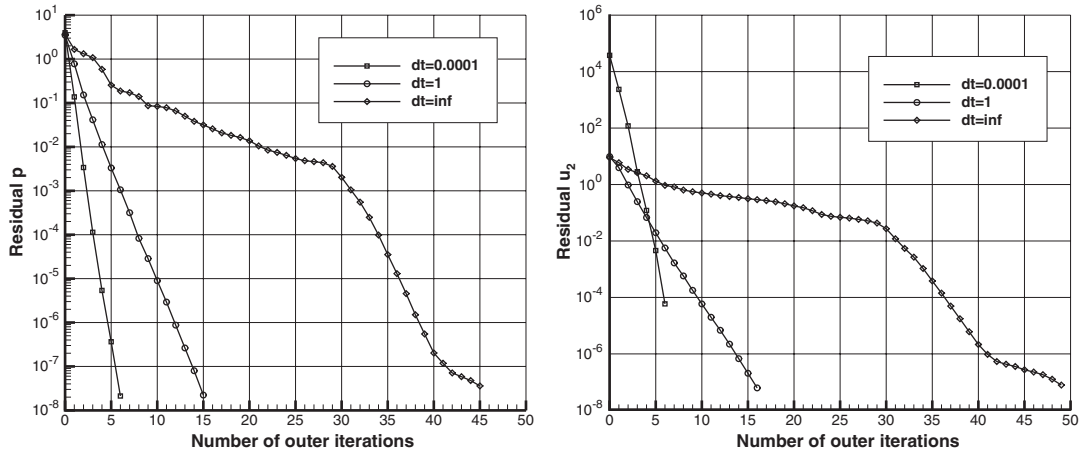 10^1
10^0
10^-1
10^-2
10^-3
10^-4
10^-5
10^-6
10^-7
10^-8
Residual p
dt=0.0001
dt=1
dt=inf
0 5 10 15 20 25 30 35 40 45 50
Number of outer iterations
10^6
10^4
10^2
10^0
10^-2
10^-4
10^-6
10^-8
Residual u_2
dt=0.0001
dt=1
dt=inf
0 5 10 15 20 25 30 35 40 45 50
Number of outer iterations